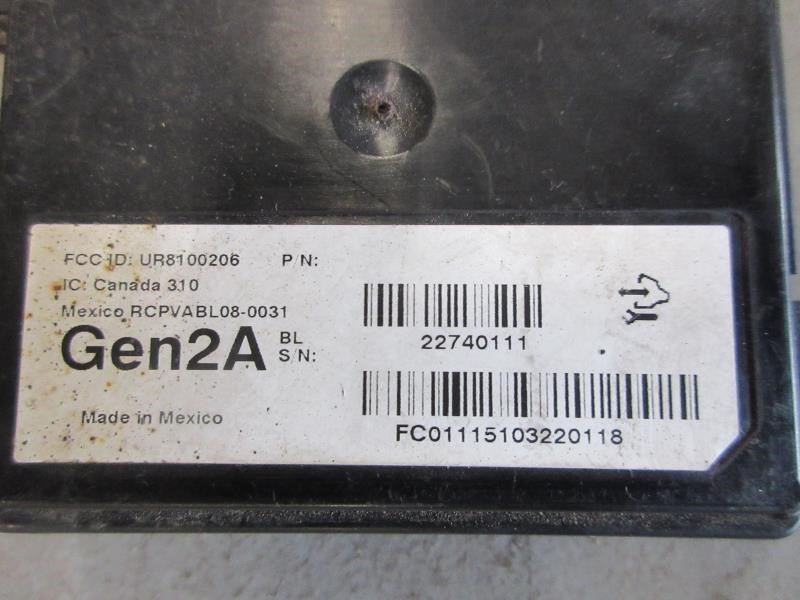 FCC ID: UR8100206 P/N:
IC: Canada 310
Mexico RCPVABL08-0031
22740111
Gen2A BL
S/N:
FC01115103220118
Made in Mexico